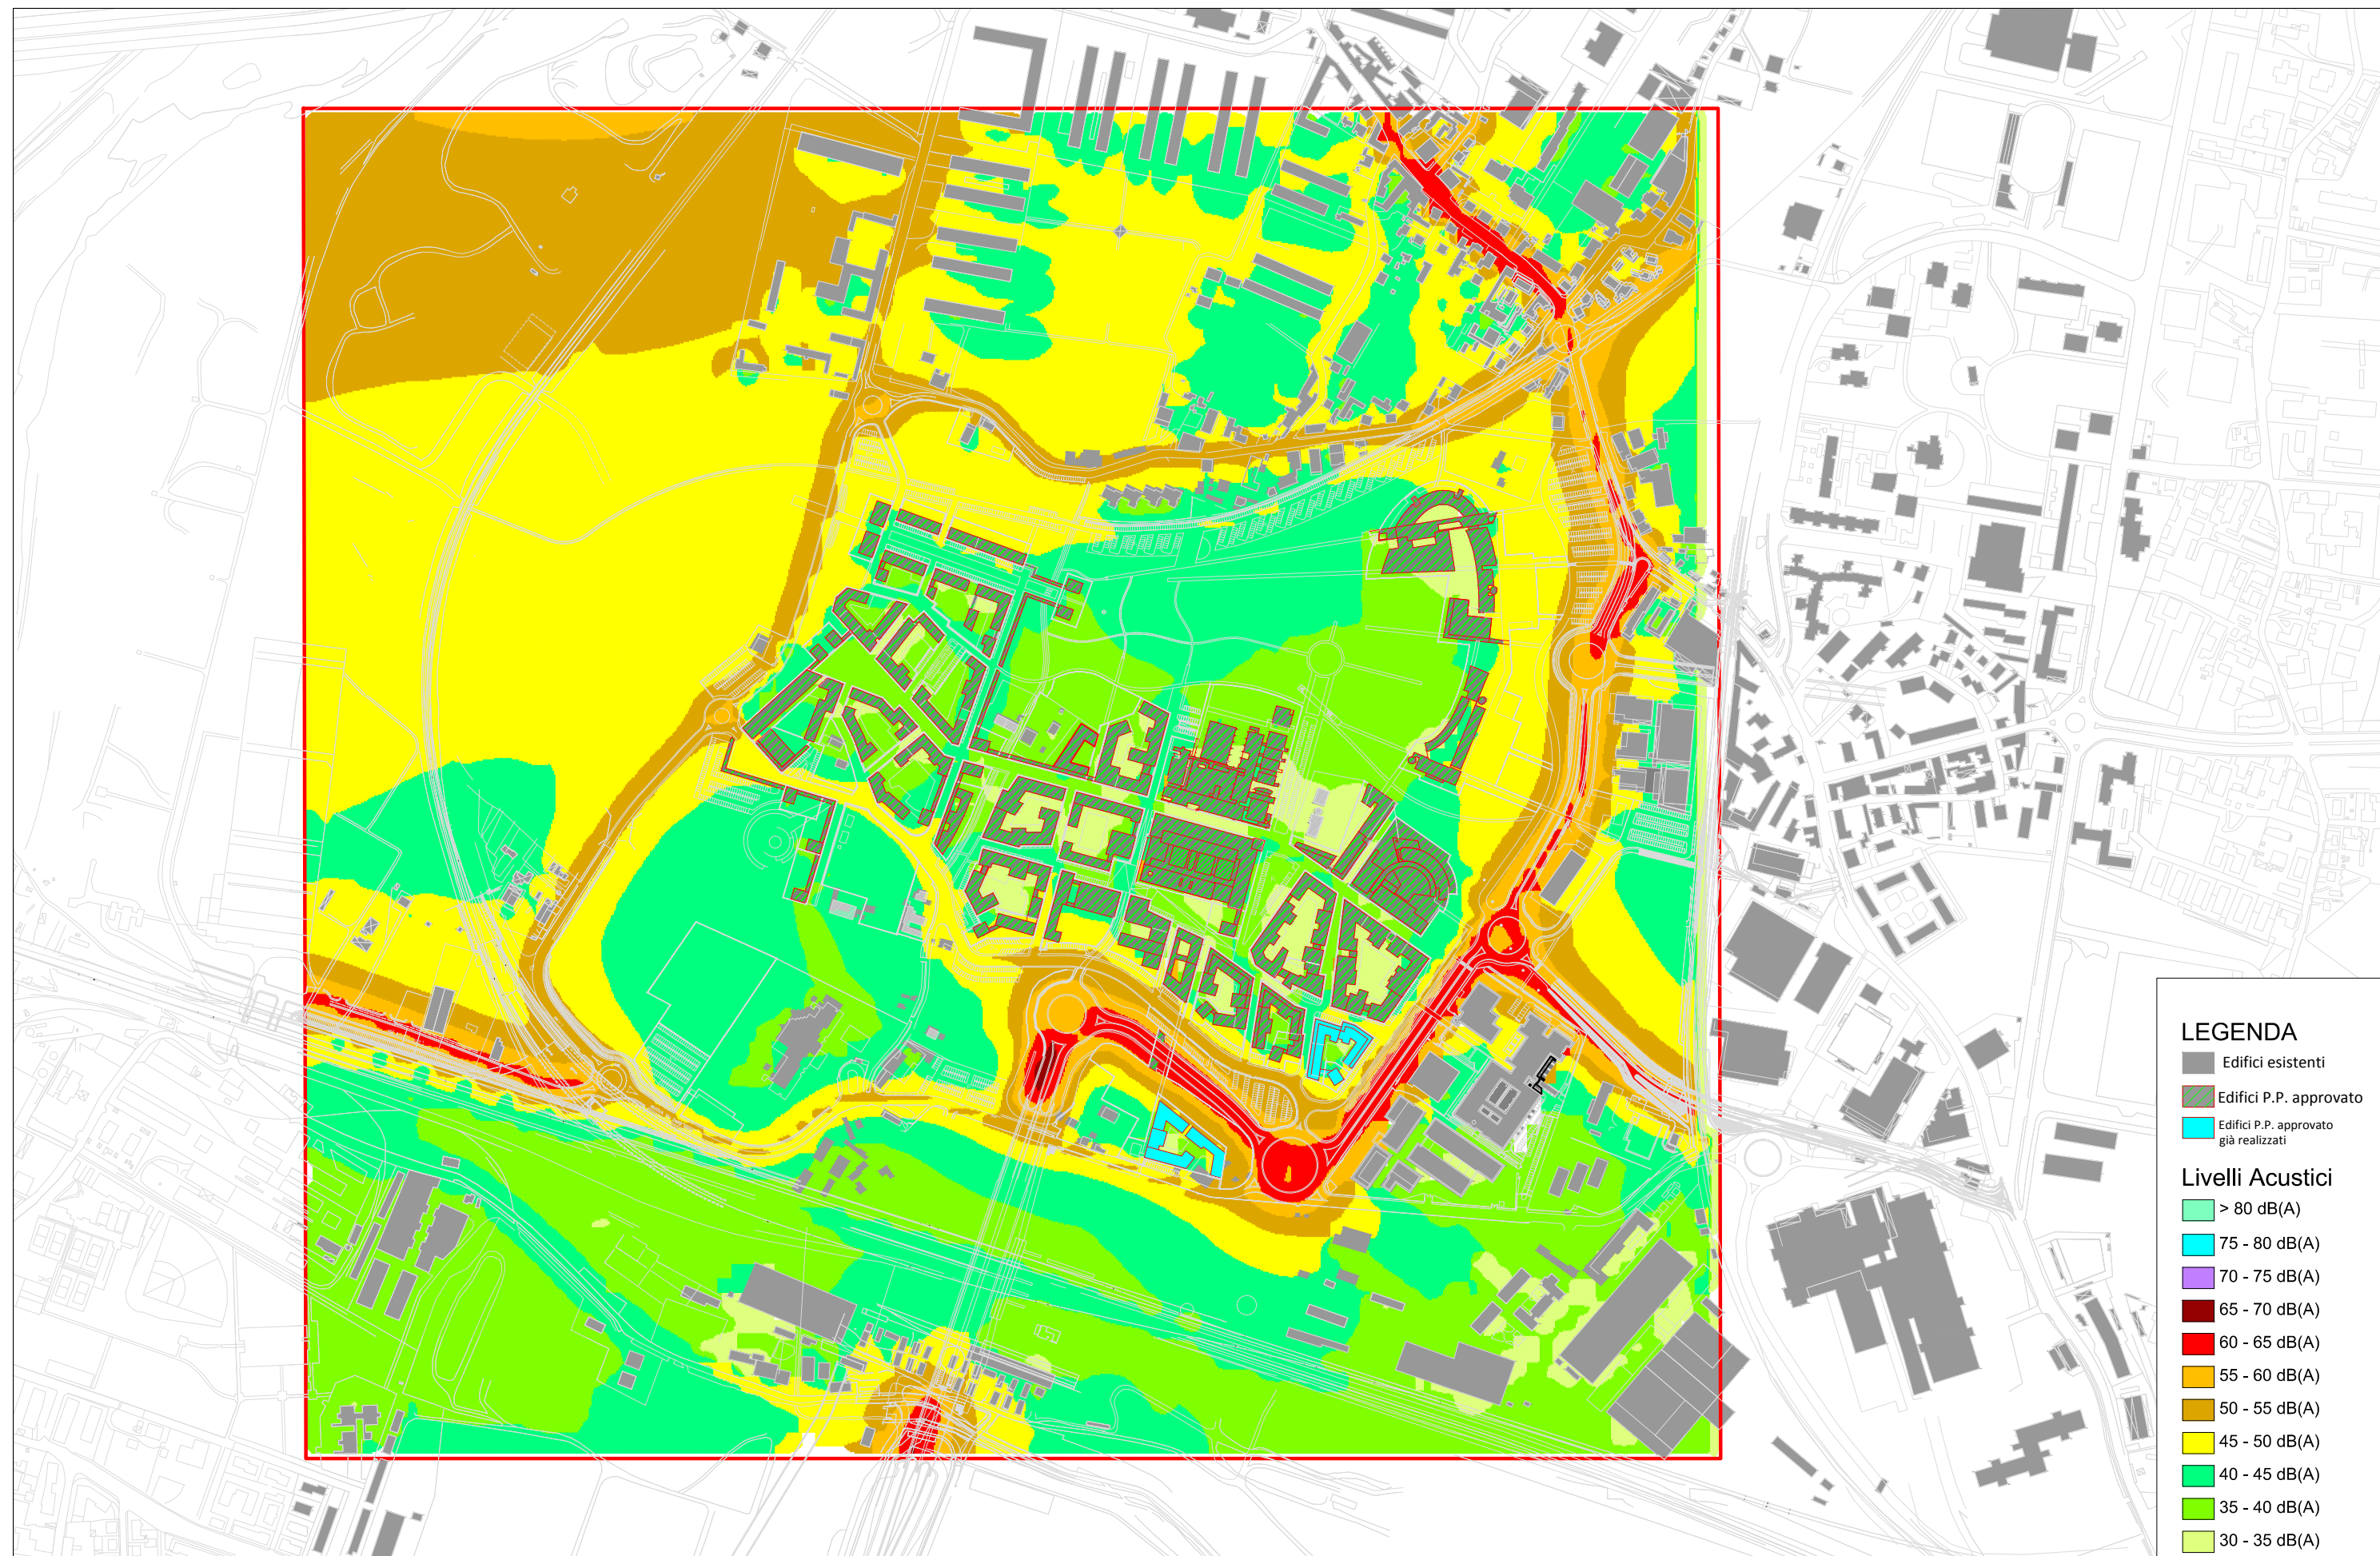 LEGENDA
Edifici esistenti
Edifici P.P. approvato
Edifici P.P. approvato
già realizzati
Livelli Acustici
> 80 dB(A)
75 - 80 dB(A)
70 - 75 dB(A)
65 - 70 dB(A)
60 - 65 dB(A)
55 - 60 dB(A)
50 - 55 dB(A)
45 - 50 dB(A)
40 - 45 dB(A)
35 - 40 dB(A)
30 - 35 dB(A)